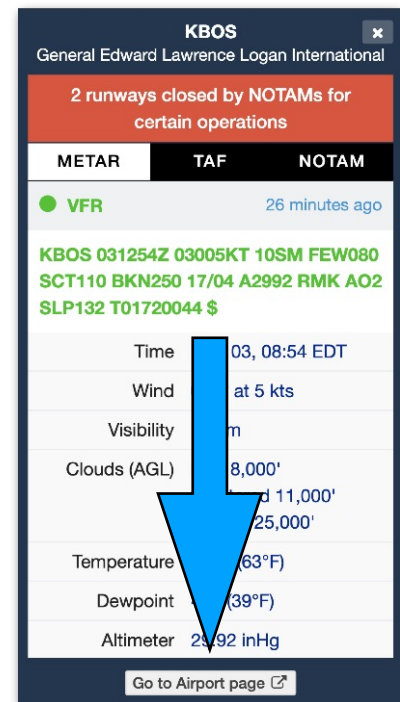 KBOS
General Edward Lawrence Logan International
2 runways closed by NOTAMs for
certain operations
METAR TAF NOTAM
VFR 26 minutes ago
KBOS 031254Z 03005KT 10SM FEW080
SCT110 BKN250 17/04 A2992 RMK AO2
SLP132 T01720044 $
Time 03, 08:54 EDT
Wind at 5 kts
Visibility
Clouds (AGL) 8,000'
11,000'
25,000'
Temperature (63°F)
Dewpoint (39°F)
Altimeter 29.92 inHg
Go to Airport page